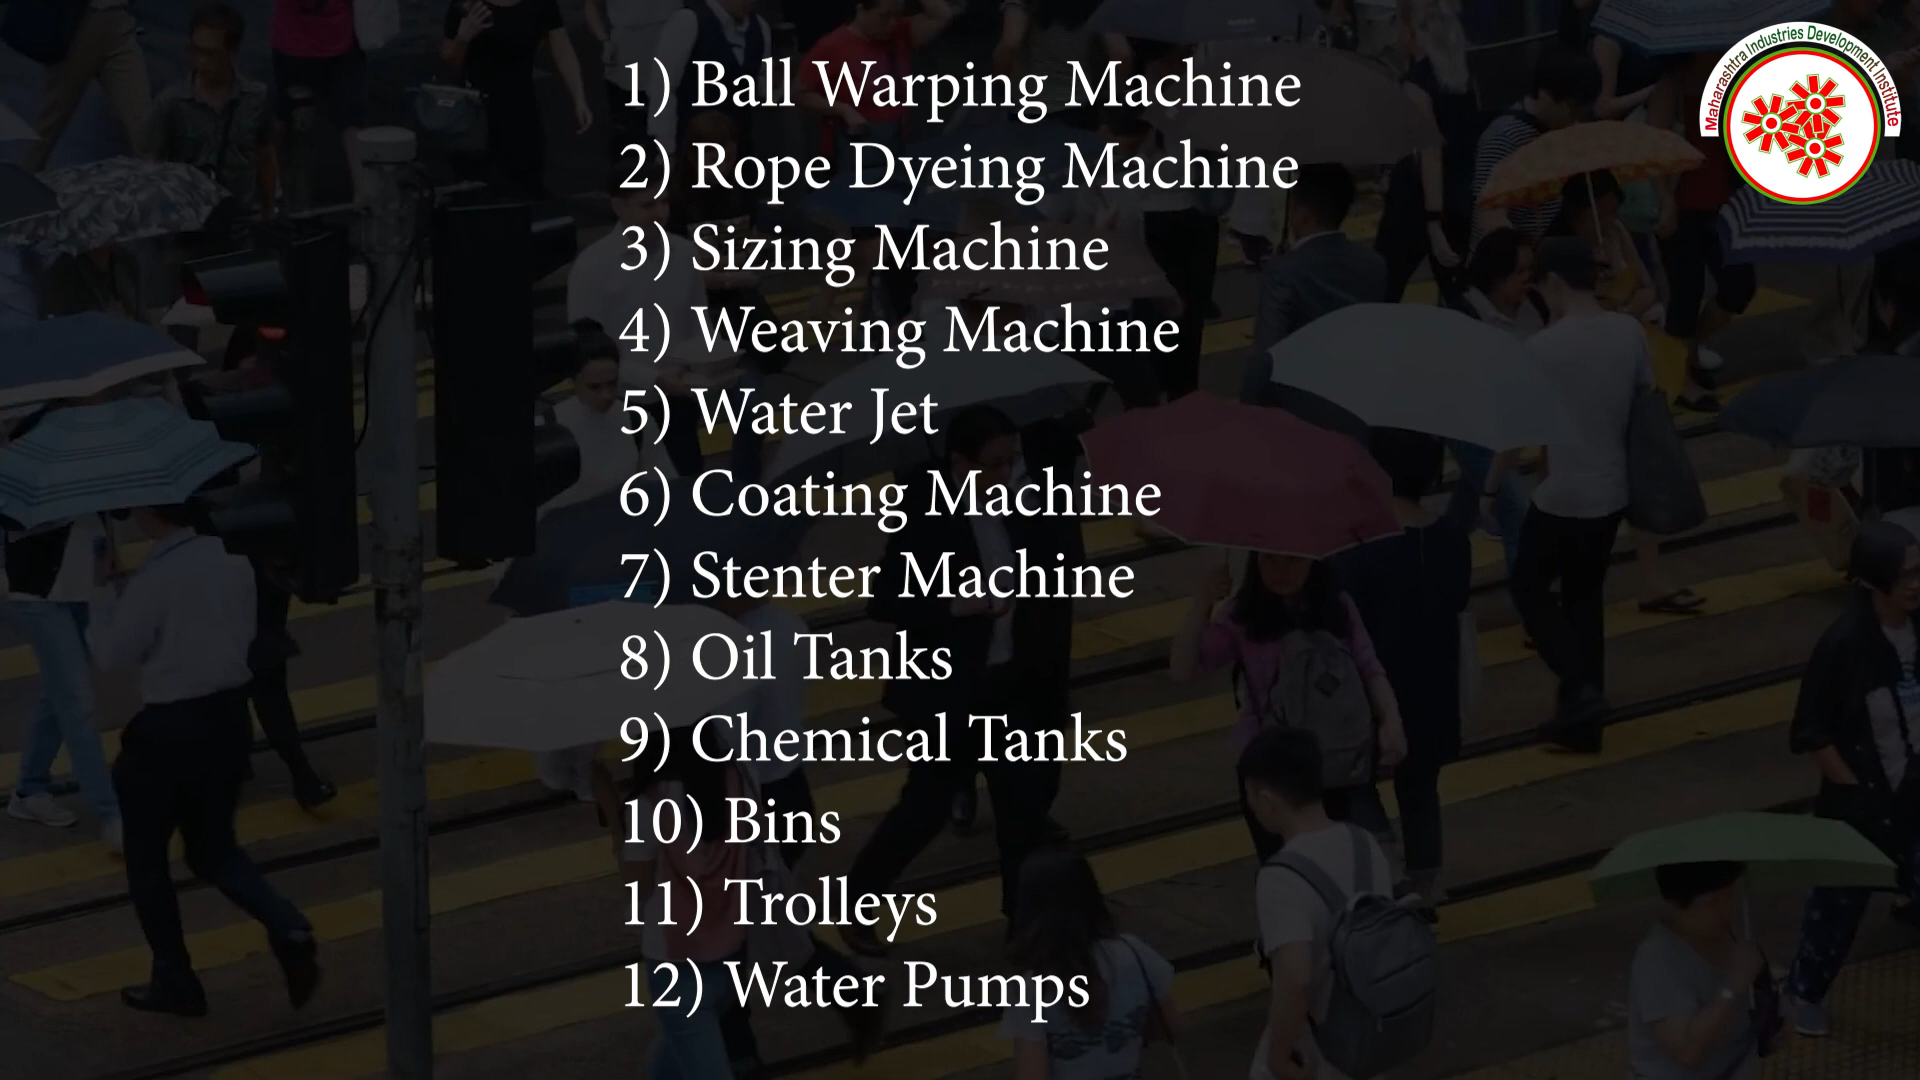 1) Ball Warping Machine
2) Rope Dyeing Machine
3) Sizing Machine
4) Weaving Machine
5) Water Jet
6) Coating Machine
7) Stenter Machine
8) Oil Tanks
9) Chemical Tanks
10) Bins
11) Trolleys
12) Water Pumps
Maharashtra Industries Development Institute